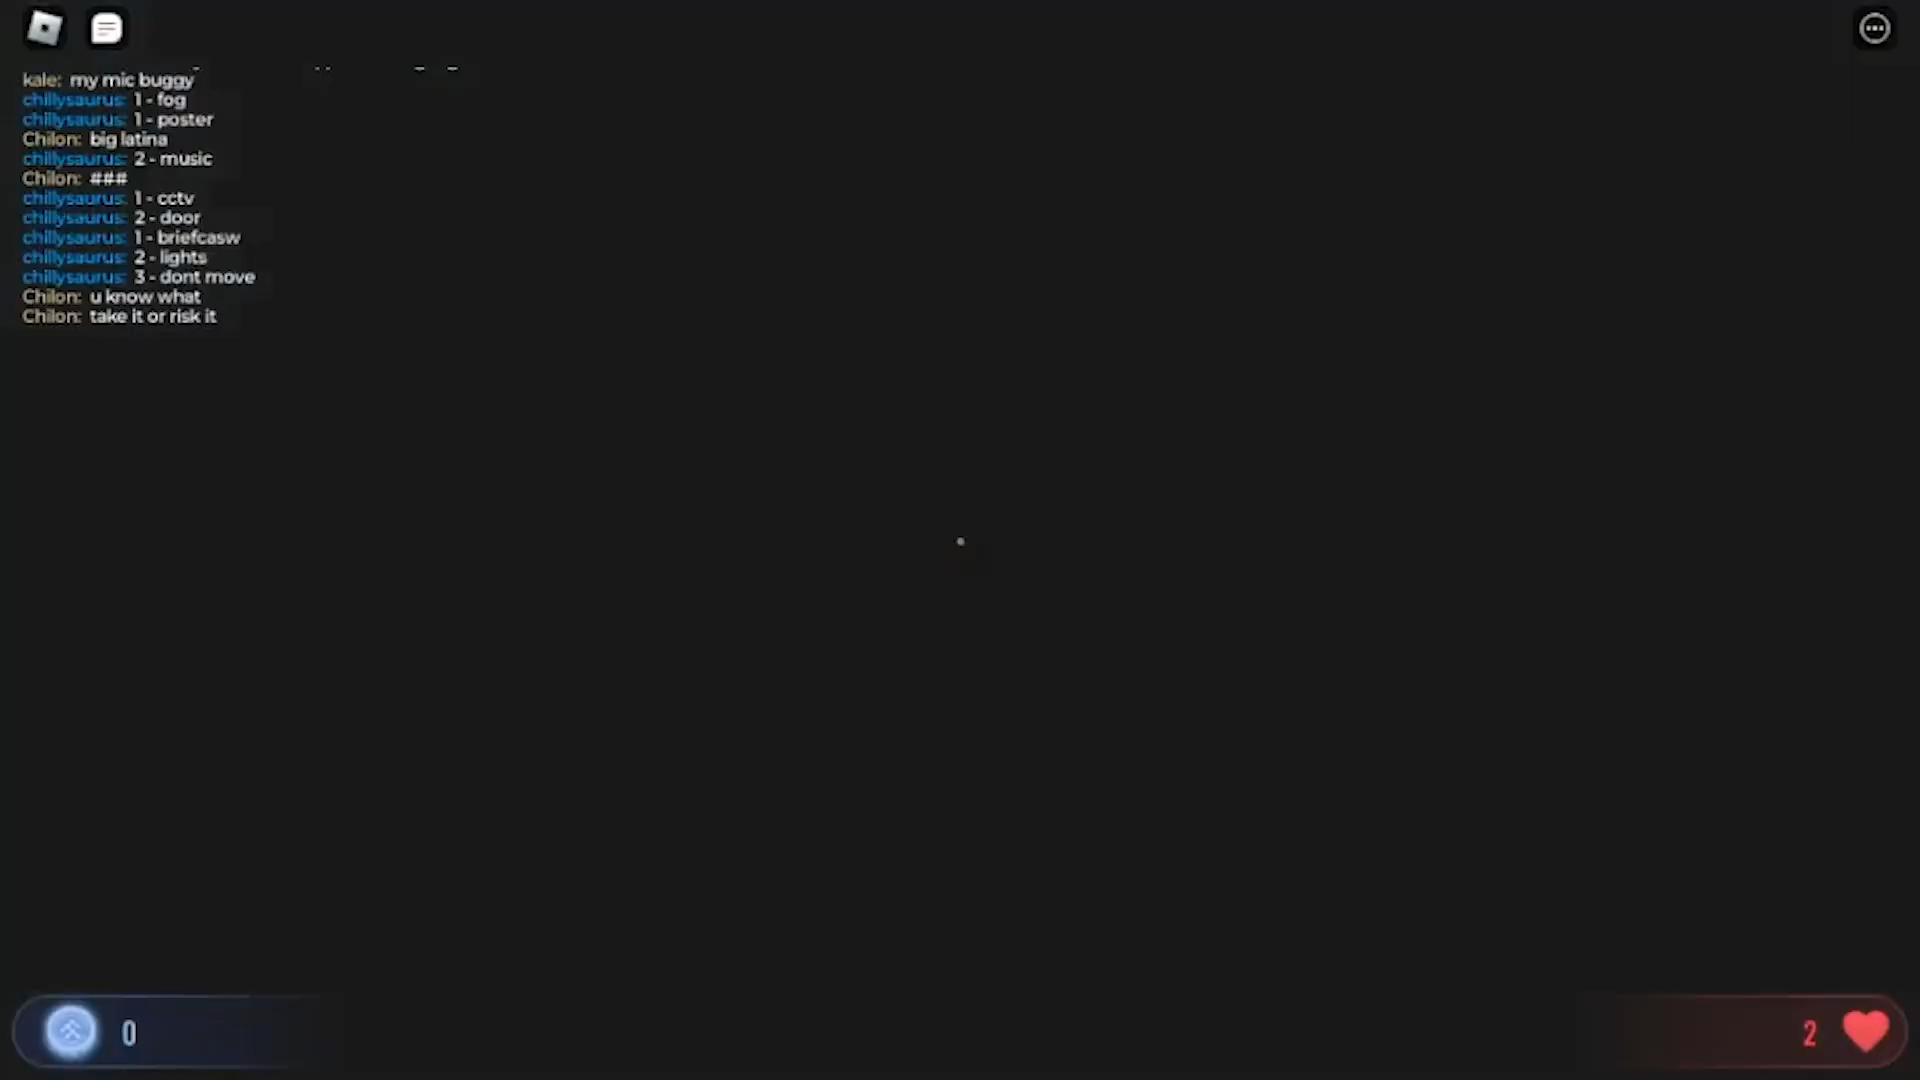 kale: my mic buggy
chillysaurus: 1 - fog
chillysaurus: 1 - poster
Chilon: big latina
chillysaurus: 2 - music
Chilon: ###
chillysaurus: 1 - cctv
chillysaurus: 2 - door
chillysaurus: 1 - briefcasw
chillysaurus: 2 - lights
chillysaurus: 3 - dont move
Chilon: u know what
Chilon: take it or risk it
0
2